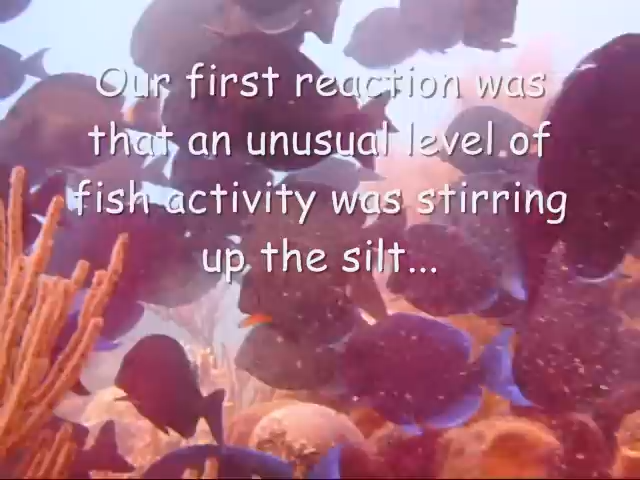 Our first reaction was
that an unusual level of
fish activity was stirring
up the silt...